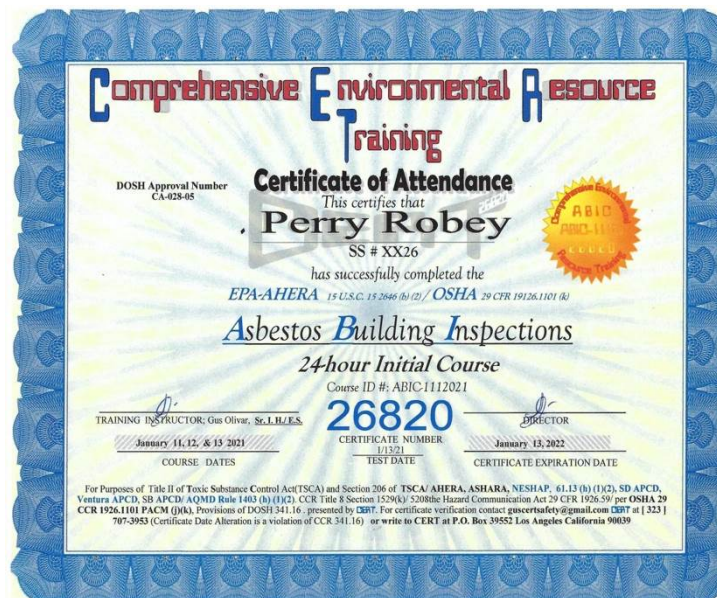 Comprehensive Environmental Resource
Training
DOSH Approval Number
CA-028-05
Certificate of Attendance
This certifies that
Perry Robey
SS # XX26
has successfully completed the
EPA-AHERA 15 U.S.C. 15 2646 (b) (2) / OSHA 29 CFR 19126.1101 (k)
Asbestos Building Inspections
24-hour Initial Course
Course ID #: ABIC-1112021
26820
TRAINING INSTRUCTOR; Gus Olivar, Sr. I. H./ E.S.
DIRECTOR
CERTIFICATE NUMBER
January 11, 12, & 13 2021
1/13/21
January 13, 2022
COURSE DATES
TEST DATE
CERTIFICATE EXPIRATION DATE
For Purposes of Title II of Toxic Substance Control Act(TSCA) and Section 206 of TSCA/ AHERA, ASHARA, NESHAP, 61.13 (h) (1)(2), SD APCD,
Ventura APCD, SB APCD/ AQMD Rule 1403 (h) (1)(2). CCR Title 8 Section 1529(k)/ 5208the Hazard Communication Act 29 CFR 1926.59/ per OSHA 29
CCR 1926.1101 PACM (j)(k), Provisions of DOSH 341.16 . presented by CERT. For certificate verification contact guscertsafety@gmail.com CERT at [ 323 ]
707-3953 (Certificate Date Alteration is a violation of CCR 341.16) or write to CERT at P.O. Box 39552 Los Angeles California 90039
Comprehensive Environmental
ABIC
Resource Training